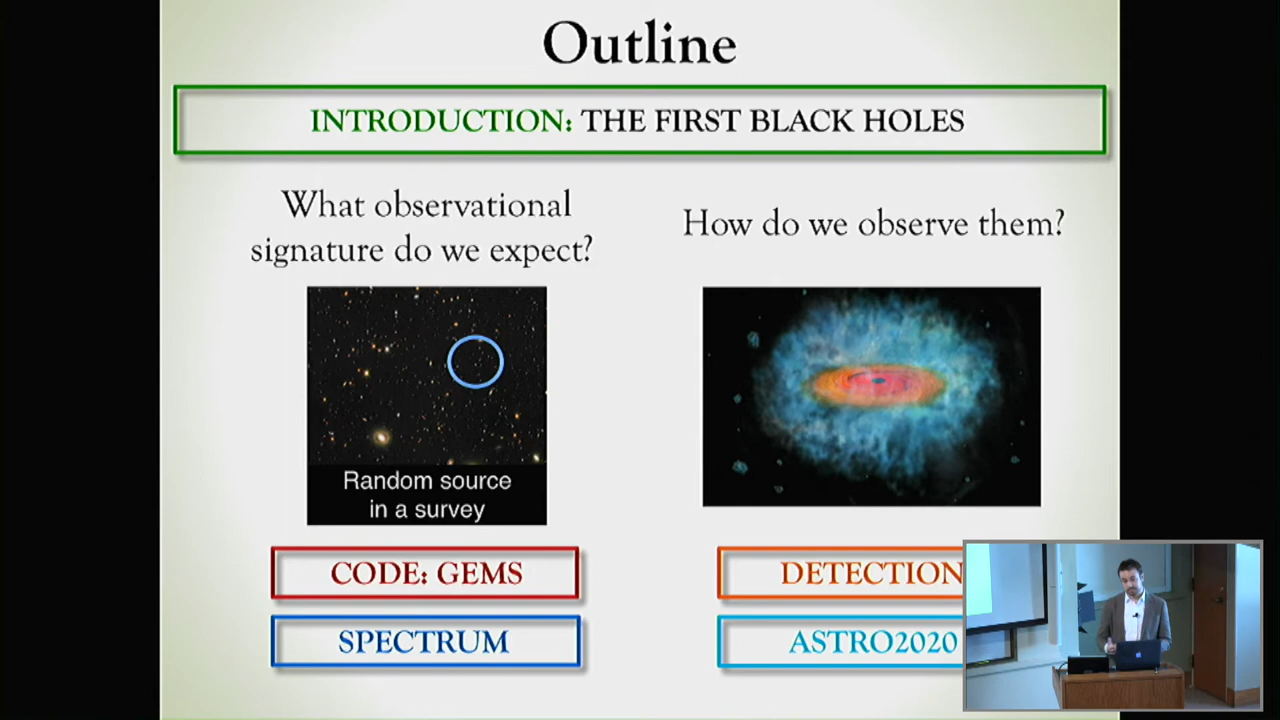 Outline
INTRODUCTION: THE FIRST BLACK HOLES
What observational
signature do we expect?
How do we observe them?
Random source
in a survey
CODE: GEMS
SPECTRUM
DETECTION
ASTRO2020